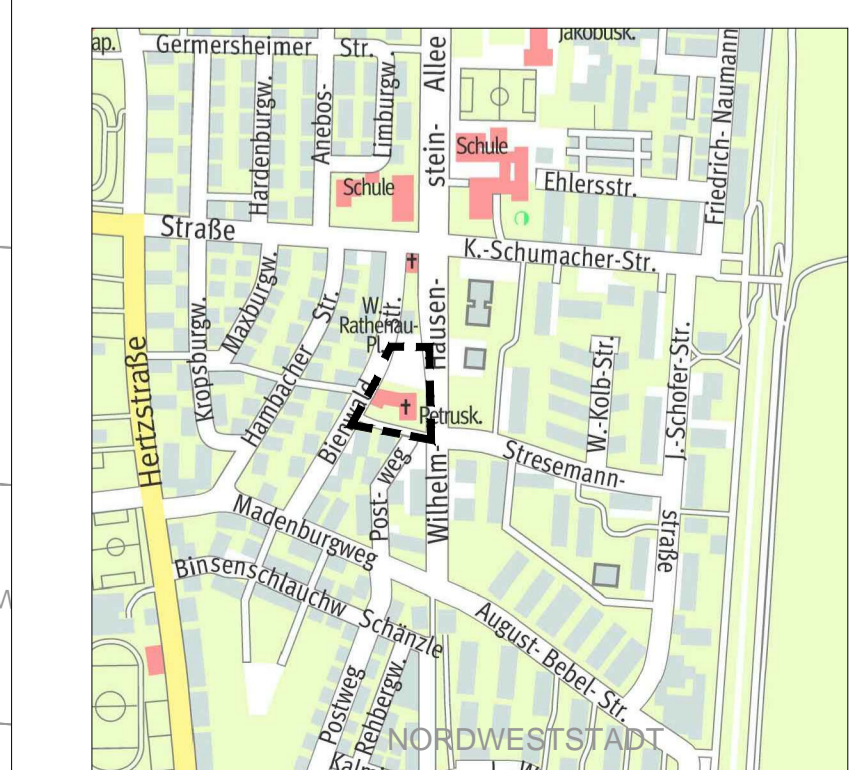 ap.
Germersheimer Str.
Jakobusk.
Hardenburgw.
Anebos-
Limburgw.
stein- Allee
Friedrich- Naumann
Schule
Schule
Ehlersstr.
Straße
K.-Schumacher-Str.
Hertzstraße
Kropsburgw.
Maxburgw.
Hambacher Str.
W.
Rathenau-
Pl.
str.
Bierwald
Hausen-
Petrusk.
W.-Kolb-Str.
J.-Schofer-Str.
Stresemann-
straße
Post- weg
Wilhelm-
Madenburgweg
Binsenschlauchw
Schänzle
August- Bebel- Str.
Postweg
Rehbergw.
NORDWESTSTADT